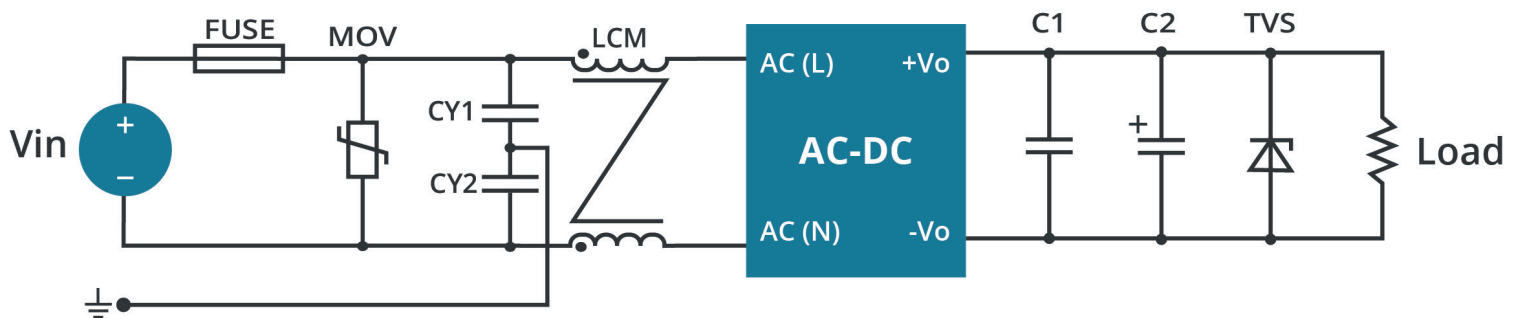 FUSE
MOV
LCM
C1
C2
TVS
AC (L)
+Vo
CY1
+
+
Vin
AC-DC
Load
−
CY2
AC (N)
-Vo